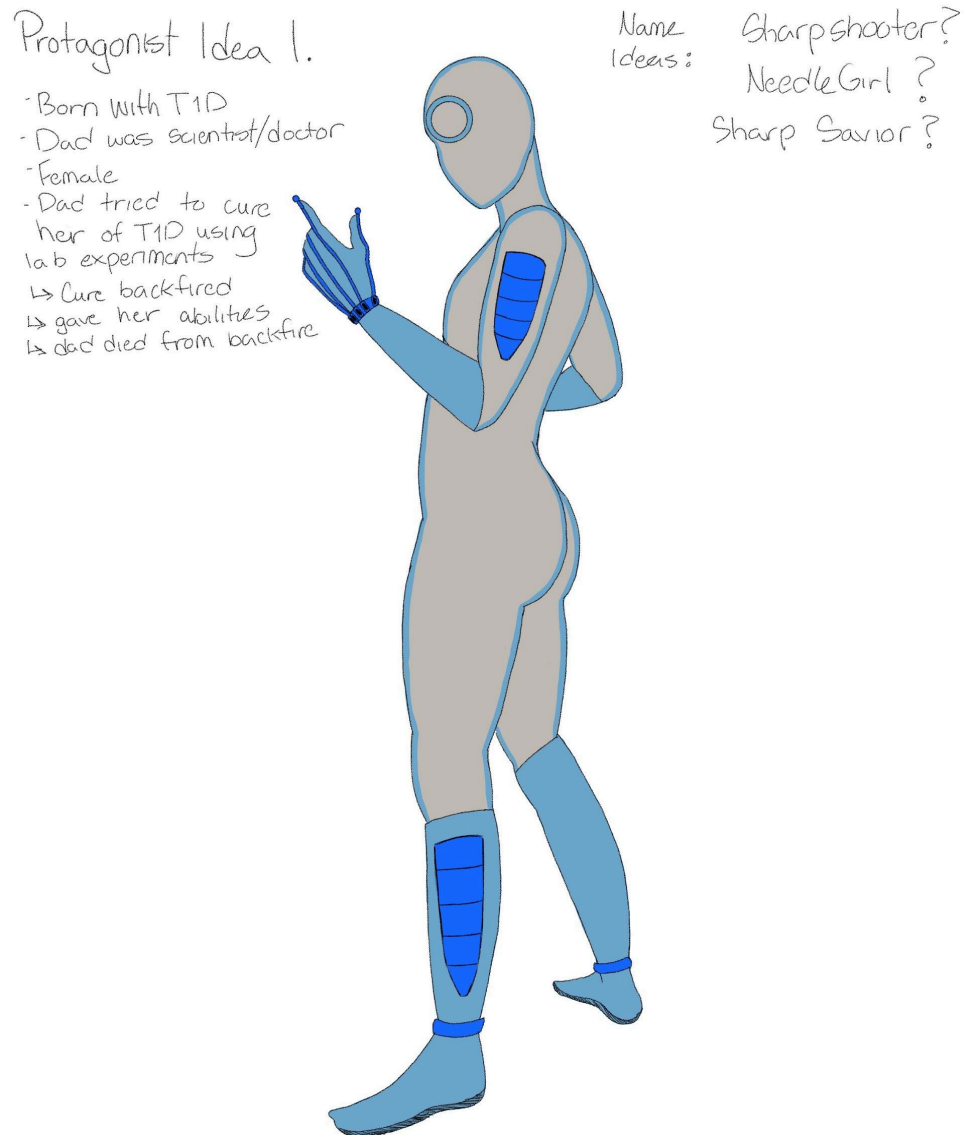 Protagonist Idea 1.
- Born with T1D
- Dad was scientist/doctor
- Female
- Dad tried to cure
her of T1D using
lab experiments
↳ Cure backfired
↳ gave her abilities
↳ dad died from backfire
Name
Ideas:
Sharpshooter?
NeedleGirl?
Sharp Savior?